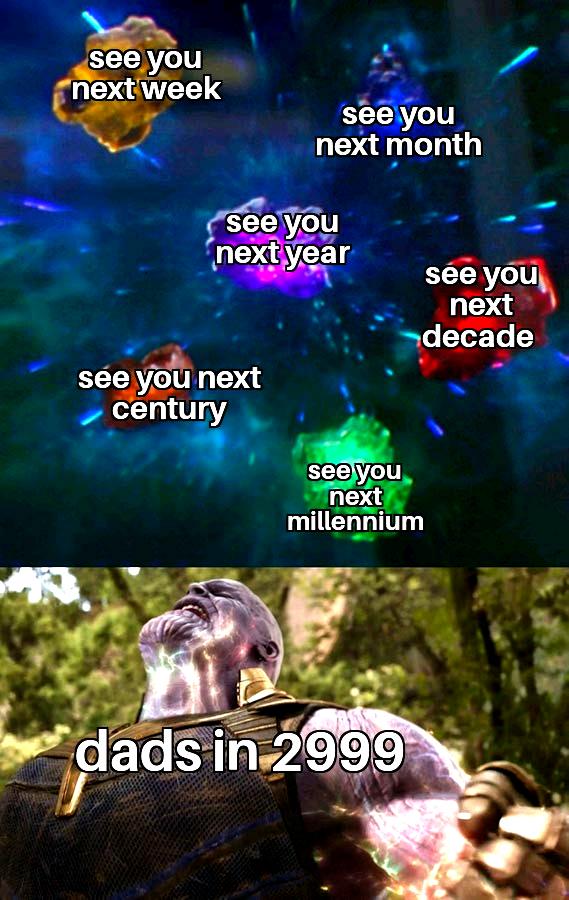 see you
next week
see you
next month
see you
next year
see you
next
decade
see you next
century
see you
next
millennium
dads in 2999